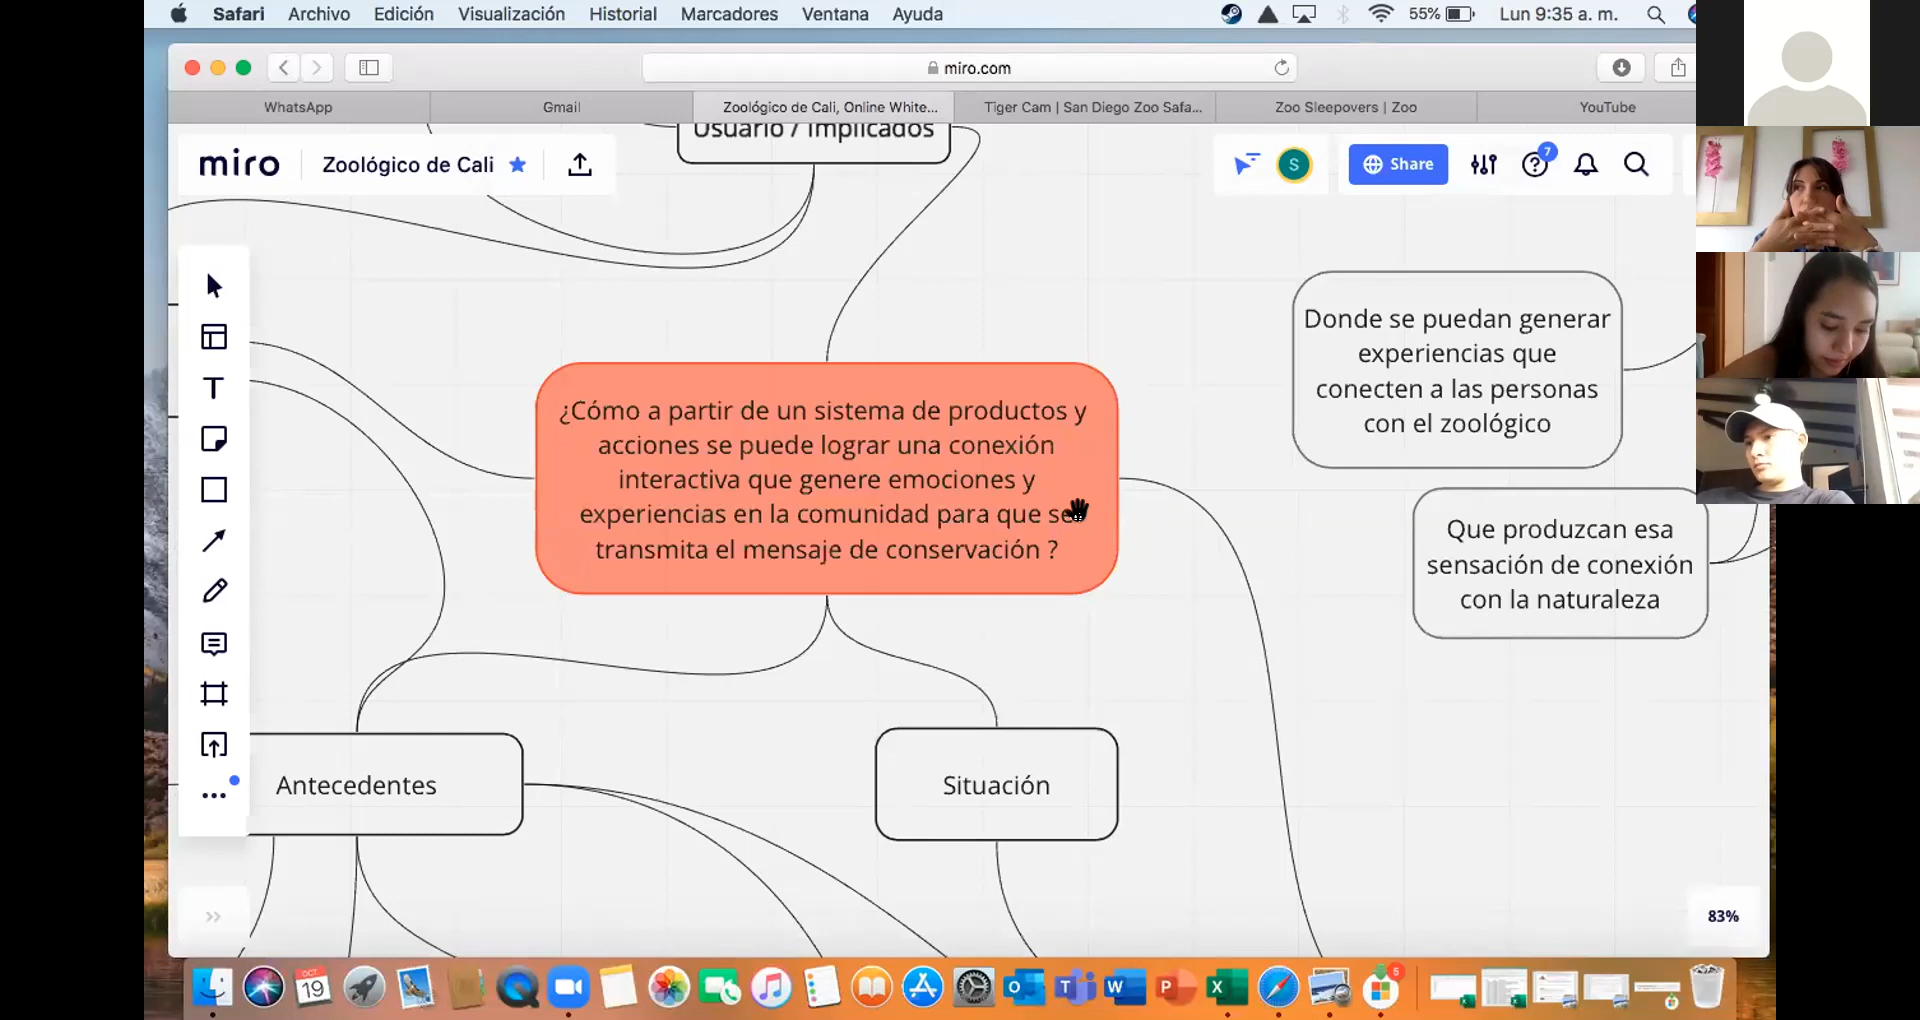 Safari Archivo Edición Visualización Historial Marcadores Ventana Ayuda
55% Lun 9:35 a. m.
miro.com
WhatsApp
Gmail
Zoológico de Cali, Online White...
Tiger Cam | San Diego Zoo Safa...
Zoo Sleepovers | Zoo
YouTube
Usuario / Implicados
miro
Zoológico de Cali
S
Share
7
Donde se puedan generar
experiencias que
conecten a las personas
con el zoológico
¿Cómo a partir de un sistema de productos y
acciones se puede lograr una conexión
interactiva que genere emociones y
experiencias en la comunidad para que se
transmita el mensaje de conservación ?
Que produzcan esa
sensación de conexión
con la naturaleza
T
Antecedentes
Situación
83%
OCT
19
5